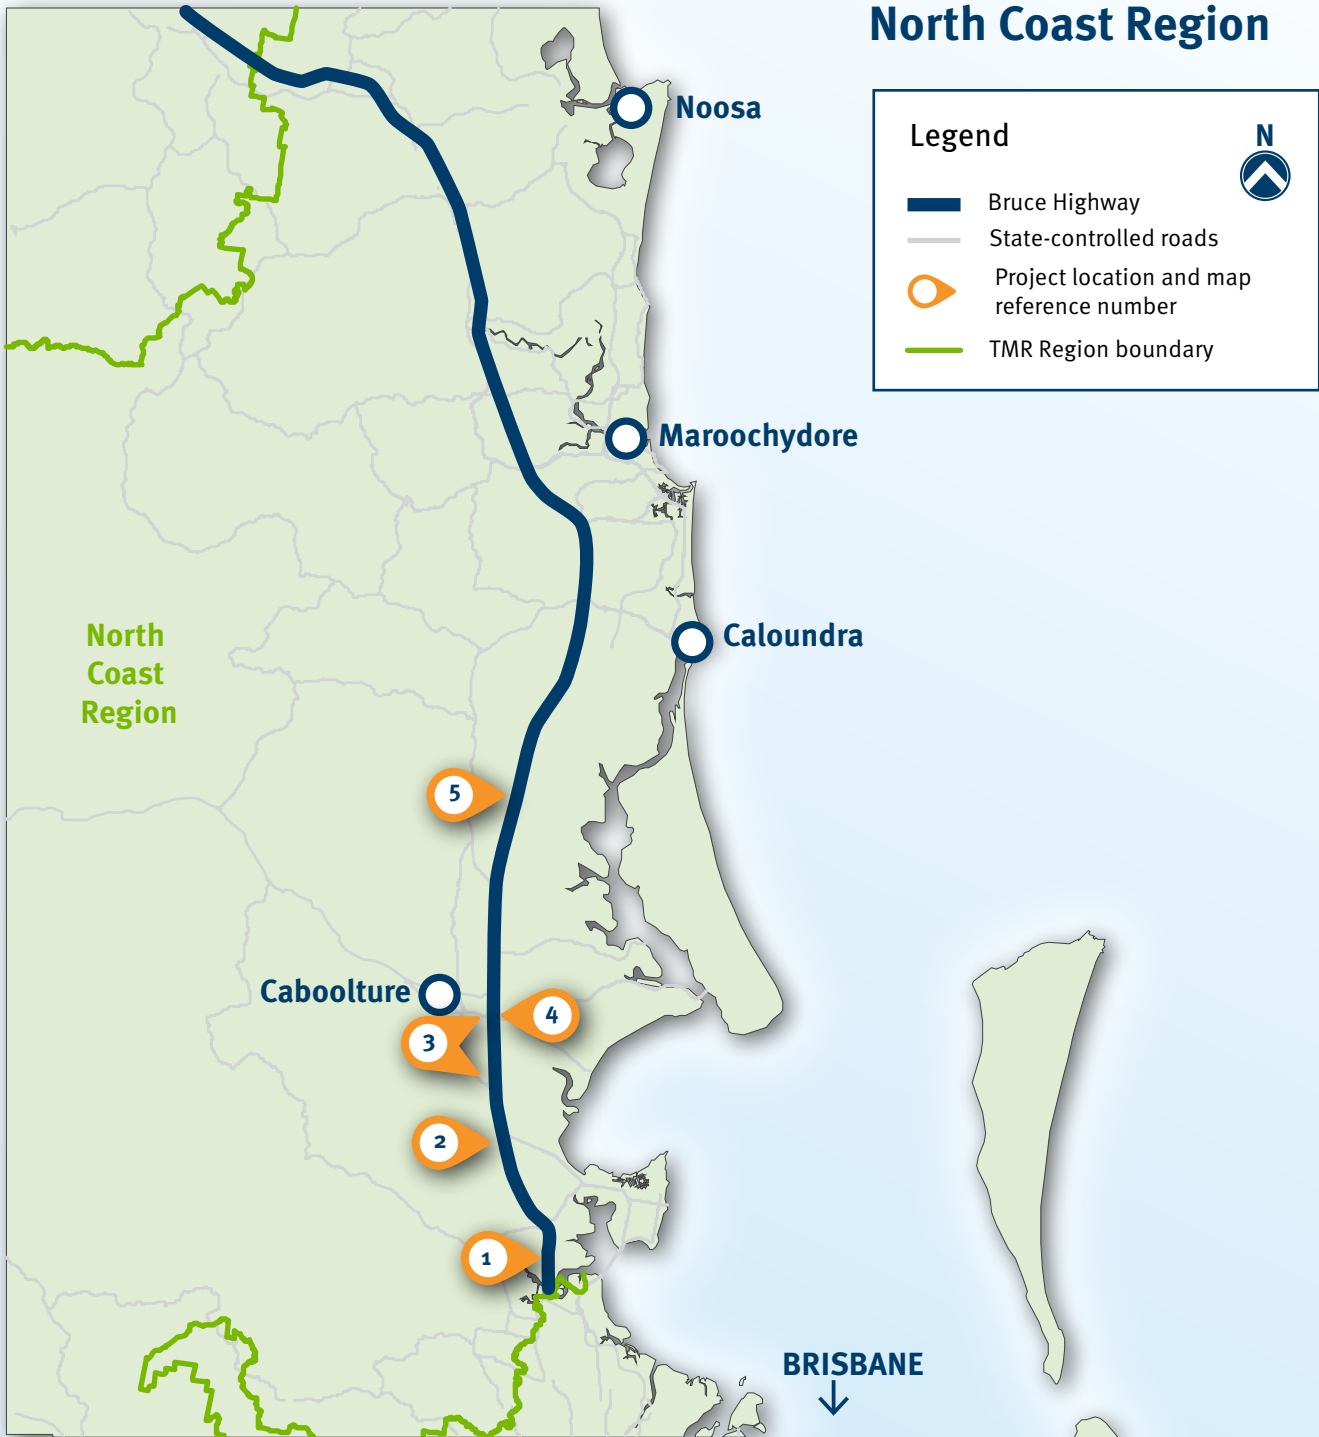 North Coast Region
Legend
N
Bruce Highway
State-controlled roads
Project location and map
reference number
TMR Region boundary
Noosa
Maroochydore
Caloundra
North
Coast
Region
5
Caboolture
4
3
2
1
BRISBANE